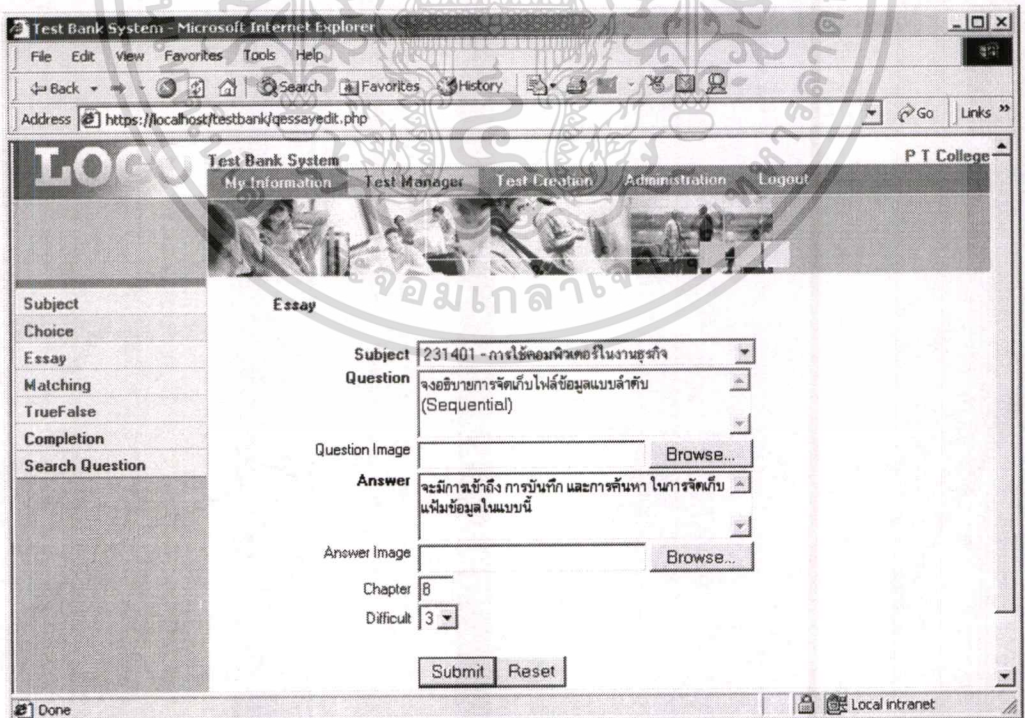 Test Bank System - Microsoft Internet Explorer
File Edit View Favorites Tools Help
Back Search Favorites History
Address https://localhost/testbank/qessayedit.php Go Links »
LOGO Test Bank System P T College
My Information Test Manager Test Creation Administration Logout
Subject
Choice
Essay
Matching
TrueFalse
Completion
Search Question
Essay
Subject 231401 - การใช้คอมพิวเตอร์ในงานธุรกิจ
Question จงอธิบายการจัดเก็บไฟล์ข้อมูลแบบลำดับ
(Sequential)
Question Image Browse...
Answer จะมีการเข้าถึง การบันทึก และการค้นหา ในการจัดเก็บ
แฟ้มข้อมูลในแบบนี้
Answer Image Browse...
Chapter 8
Difficult 3
Submit Reset
Done Local intranet